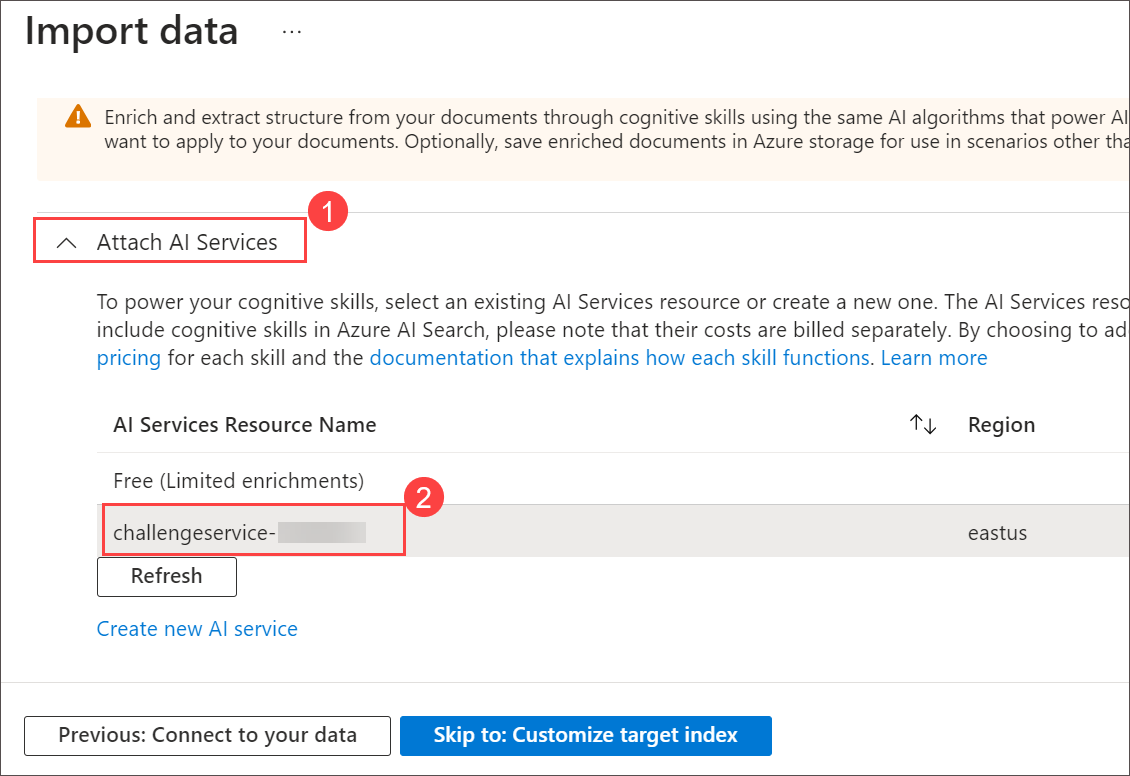 Import data ...
Enrich and extract structure from your documents through cognitive skills using the same AI algorithms that power AI
want to apply to your documents. Optionally, save enriched documents in Azure storage for use in scenarios other tha
1
Attach AI Services
To power your cognitive skills, select an existing AI Services resource or create a new one. The AI Services reso
include cognitive skills in Azure AI Search, please note that their costs are billed separately. By choosing to ad
pricing for each skill and the documentation that explains how each skill functions. Learn more
AI Services Resource Name ↑↓ Region
Free (Limited enrichments)
2
challengeservice- eastus
Refresh
Create new AI service
Previous: Connect to your data Skip to: Customize target index